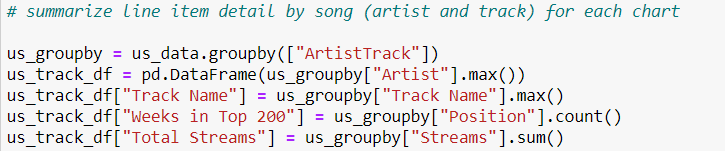 # summarize line item detail by song (artist and track) for each chart
us_groupby = us_data.groupby(["ArtistTrack"])
us_track_df = pd.DataFrame(us_groupby["Artist"].max())
us_track_df["Track Name"] = us_groupby["Track Name"].max()
us_track_df["Weeks in Top 200"] = us_groupby["Position"].count()
us_track_df["Total Streams"] = us_groupby["Streams"].sum()